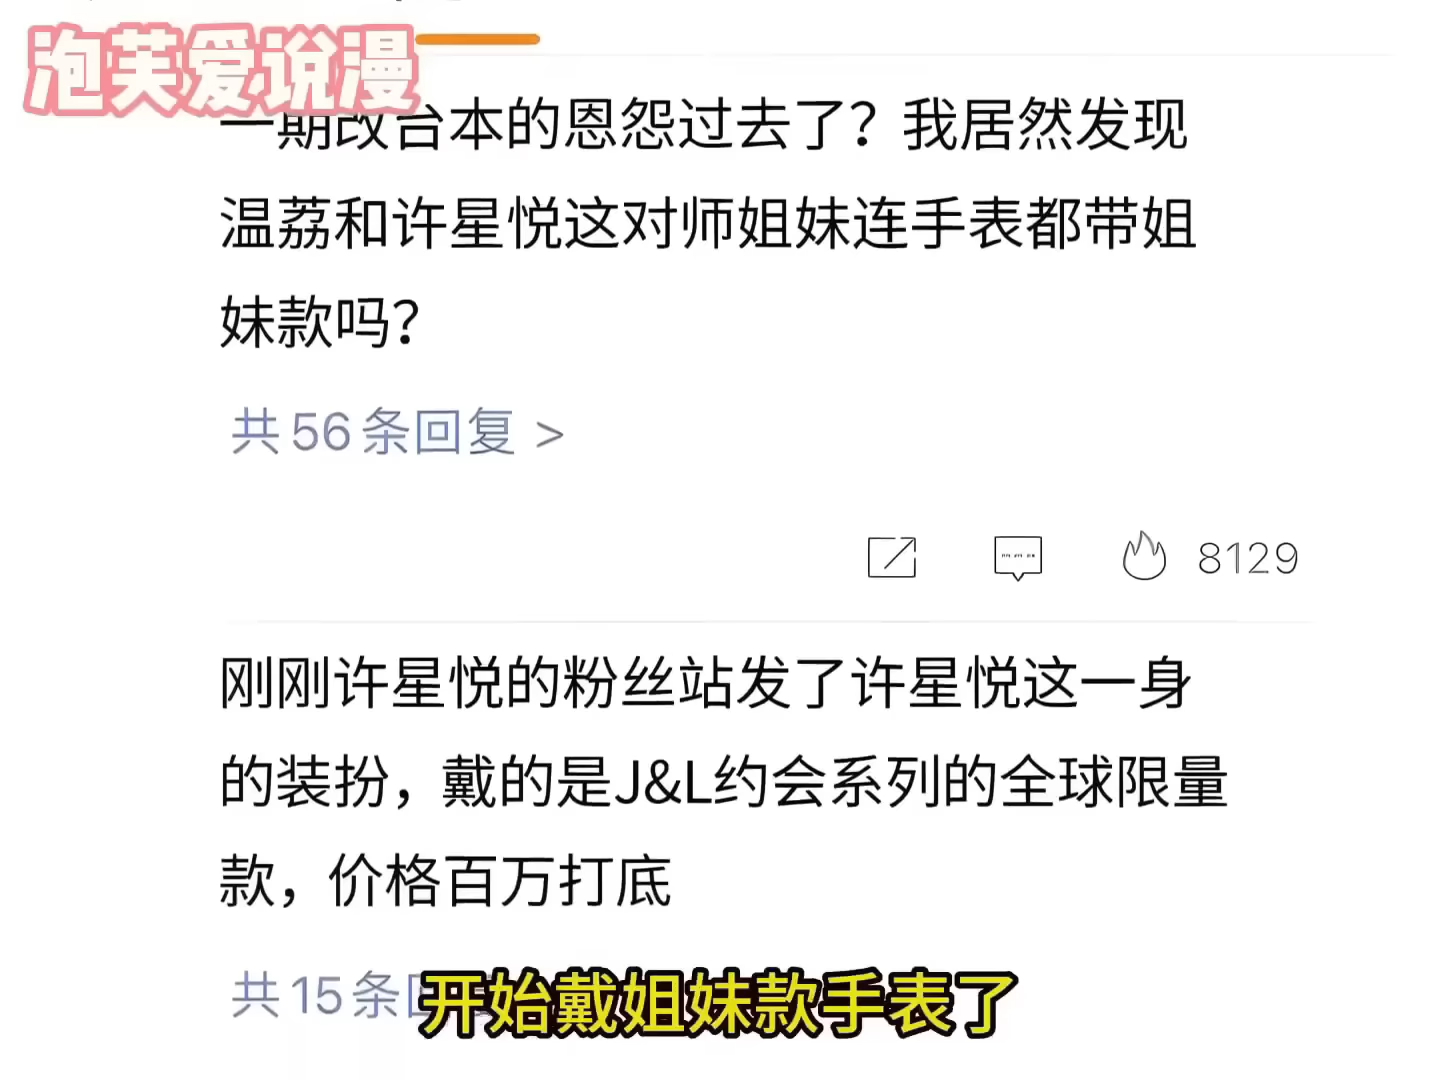 泡芙爱说漫
一期改台本的恩怨过去了？我居然发现
温荔和许星悦这对师姐妹连手表都带姐
妹款吗？
共56条回复 >
8129
刚刚许星悦的粉丝站发了许星悦这一身
的装扮，戴的是J&L约会系列的全球限量
款，价格百万打底
共15条回
开始戴姐妹款手表了